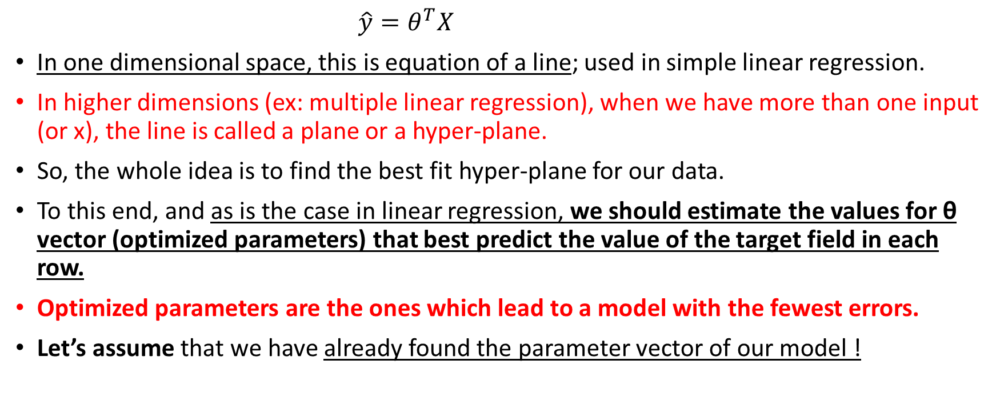 ŷ = θᵀX
• In one dimensional space, this is equation of a line; used in simple linear regression.
• In higher dimensions (ex: multiple linear regression), when we have more than one input
(or x), the line is called a plane or a hyper-plane.
• So, the whole idea is to find the best fit hyper-plane for our data.
• To this end, and as is the case in linear regression, we should estimate the values for θ
vector (optimized parameters) that best predict the value of the target field in each
row.
• Optimized parameters are the ones which lead to a model with the fewest errors.
• Let’s assume that we have already found the parameter vector of our model !